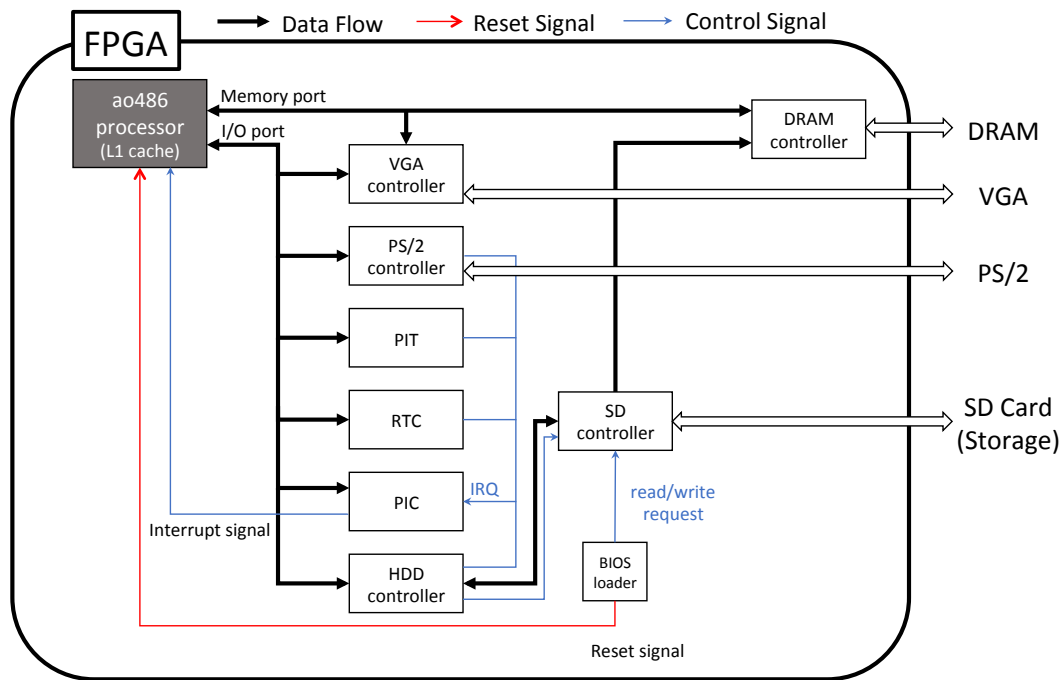 Data Flow
Reset Signal
Control Signal
FPGA
ao486
processor
(L1 cache)
Memory port
I/O port
DRAM
controller
DRAM
VGA
controller
VGA
PS/2
controller
PS/2
PIT
RTC
SD
controller
SD Card
(Storage)
PIC
IRQ
read/write
request
Interrupt signal
HDD
controller
BIOS
loader
Reset signal